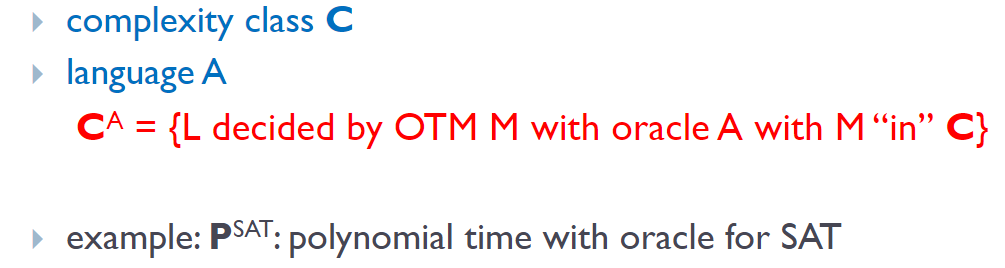 complexity class C
language A
C^A = {L decided by OTM M with oracle A with M “in” C}
example: P^SAT: polynomial time with oracle for SAT